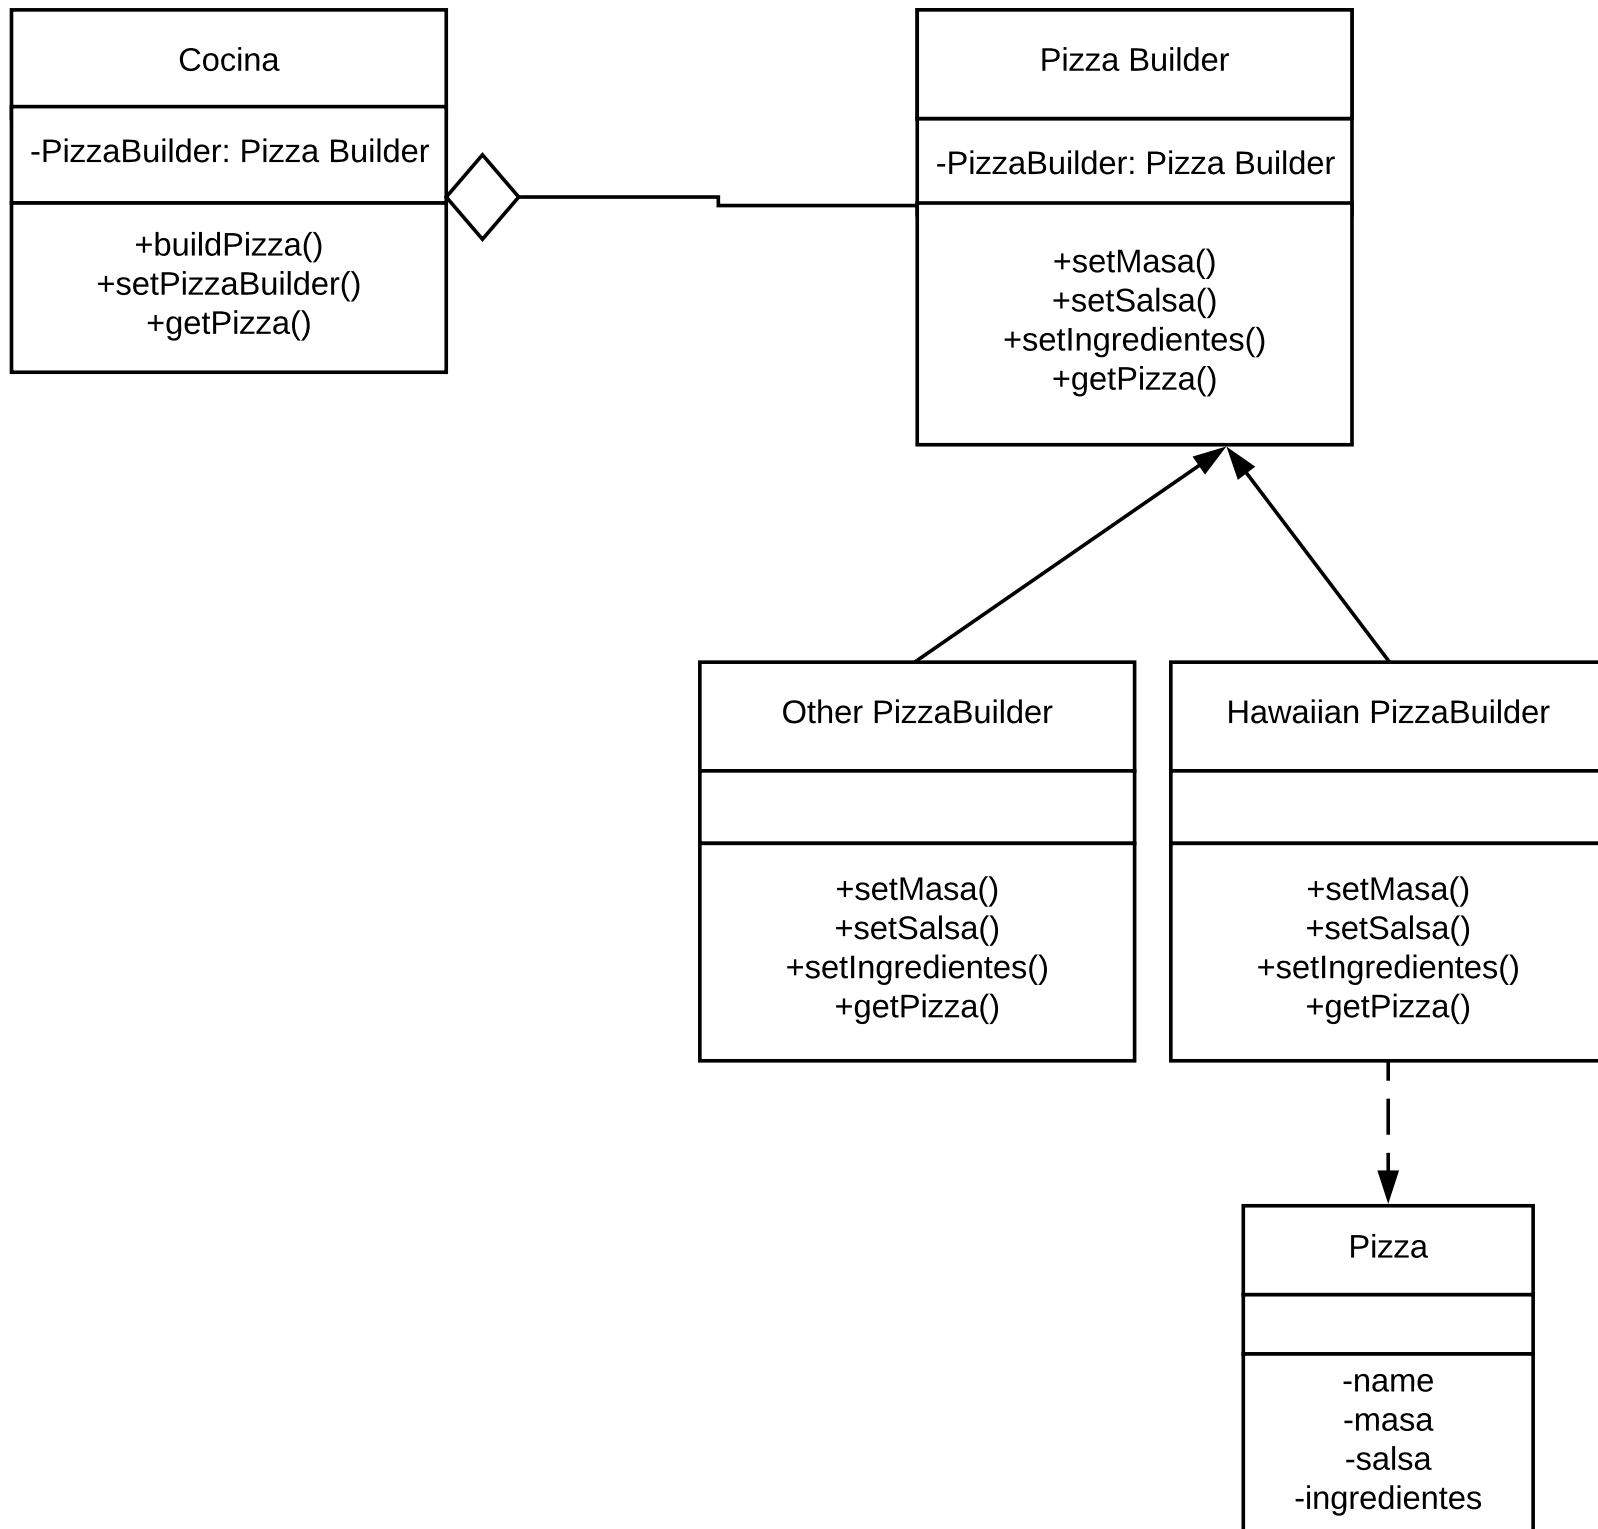 Cocina
-PizzaBuilder: Pizza Builder
+buildPizza()
+setPizzaBuilder()
+getPizza()
Pizza Builder
-PizzaBuilder: Pizza Builder
+setMasa()
+setSalsa()
+setIngredientes()
+getPizza()
Other PizzaBuilder
+setMasa()
+setSalsa()
+setIngredientes()
+getPizza()
Hawaiian PizzaBuilder
+setMasa()
+setSalsa()
+setIngredientes()
+getPizza()
Pizza
-name
-masa
-salsa
-ingredientes